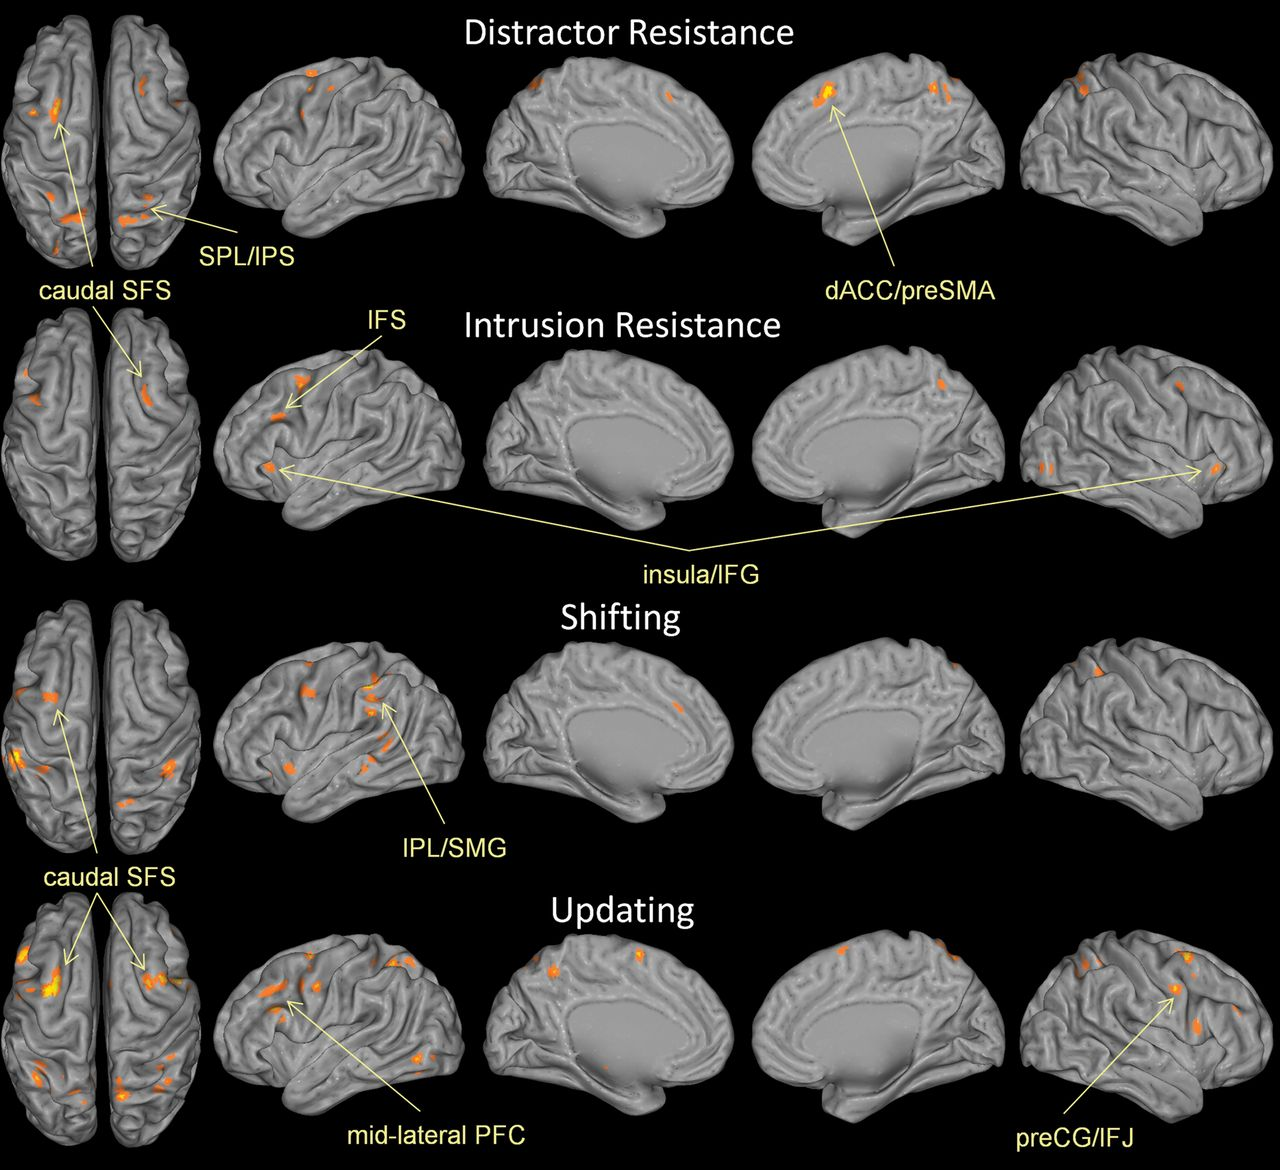 Distractor Resistance
SPL/IPS
caudal SFS
dACC/preSMA
IFS
Intrusion Resistance
insula/IFG
Shifting
IPL/SMG
caudal SFS
Updating
mid-lateral PFC
preCG/IFJ